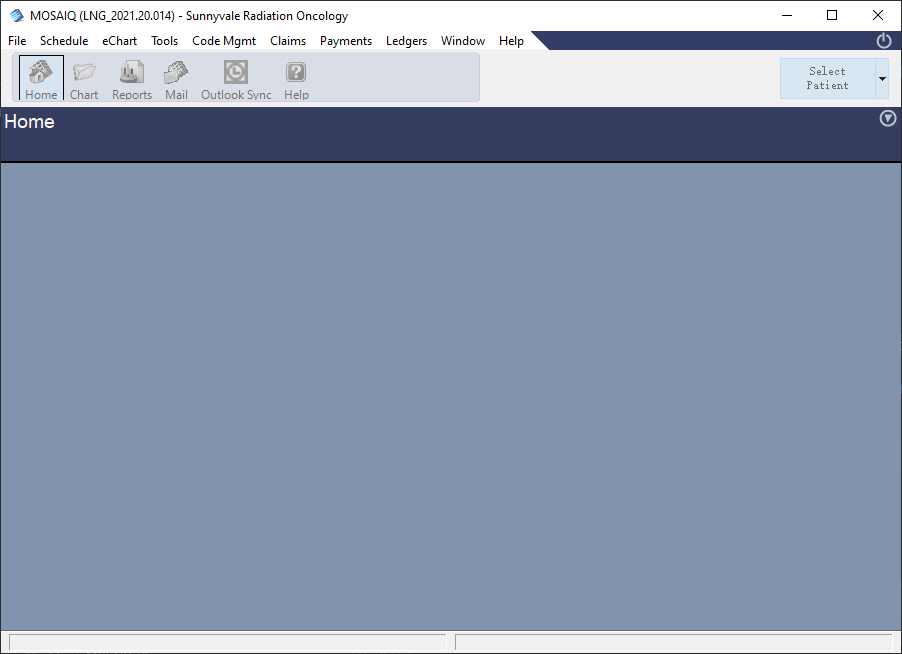 MOSAIQ (LNG_2021.20.014) - Sunnyvale Radiation Oncology
File Schedule eChart Tools Code Mgmt Claims Payments Ledgers Window Help
Home Chart Reports Mail Outlook Sync Help
Select
Patient
Home